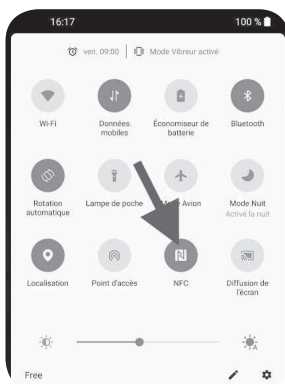 16:17 100 %
ven. 09:00 Mode Vibreur activé
Wi-Fi Données mobiles Économiseur de batterie Bluetooth
Rotation automatique Lampe de poche Avion Mode Nuit
Activé la nuit
Localisation Point d'accès NFC Diffusion de l'écran
Free